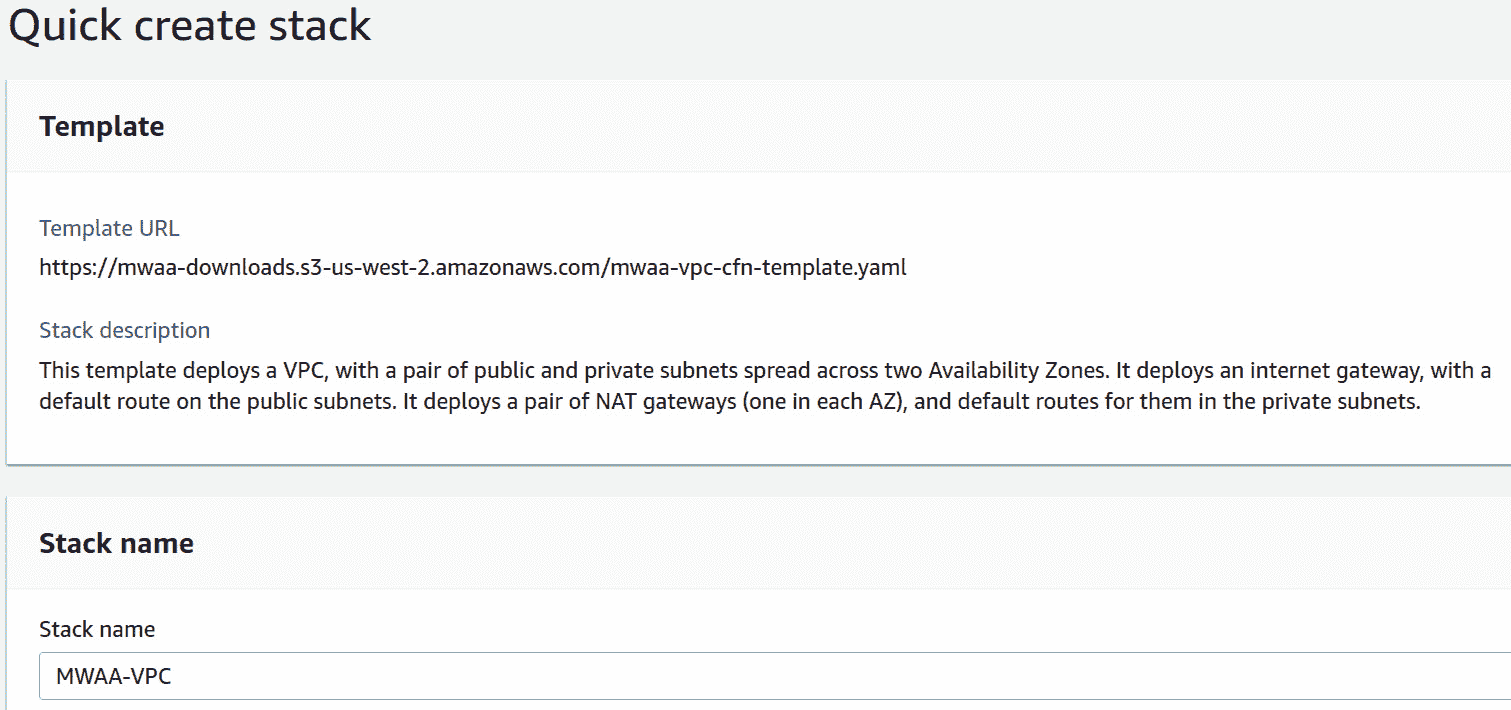 Quick create stack
Template
Template URL
https://mwaa-downloads.s3-us-west-2.amazonaws.com/mwaa-vpc-cfn-template.yaml
Stack description
This template deploys a VPC, with a pair of public and private subnets spread across two Availability Zones. It deploys an internet gateway, with a
default route on the public subnets. It deploys a pair of NAT gateways (one in each AZ), and default routes for them in the private subnets.
Stack name
Stack name
MWAA-VPC